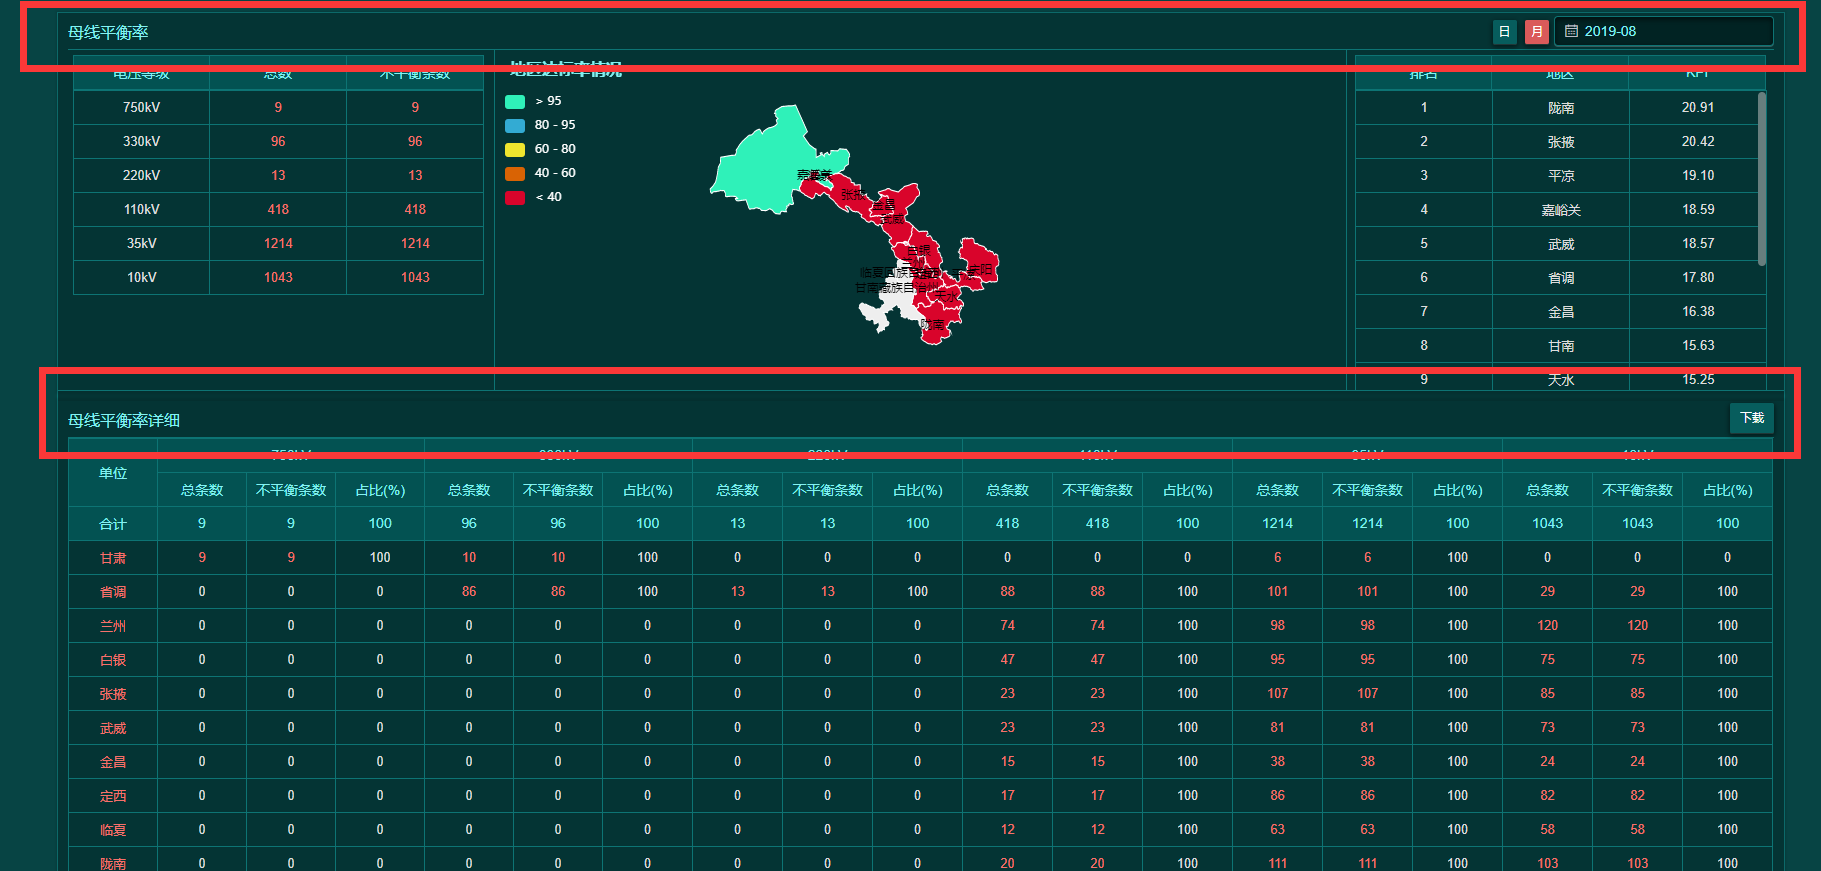 母线平衡率
日 月 2019-08
电压等级 总数 不平衡条数
750kV 9 9
330kV 96 96
220kV 13 13
110kV 418 418
35kV 1214 1214
10kV 1043 1043
地区达标率情况
> 95
80 - 95
60 - 80
40 - 60
< 40
嘉峪关
张掖
金昌
武威
白银
兰州
临夏回族自治州
定西
平凉
庆阳
甘南藏族自治州
天水
陇南
排名 地区 KPI
1 陇南 20.91
2 张掖 20.42
3 平凉 19.10
4 嘉峪关 18.59
5 武威 18.57
6 省调 17.80
7 金昌 16.38
8 甘南 15.63
9 天水 15.25
母线平衡率详细
下载
单位 750kV 330kV 220kV 110kV 35kV 10kV
总条数 不平衡条数 占比(%) 总条数 不平衡条数 占比(%) 总条数 不平衡条数 占比(%) 总条数 不平衡条数 占比(%) 总条数 不平衡条数 占比(%) 总条数 不平衡条数 占比(%)
合计 9 9 100 96 96 100 13 13 100 418 418 100 1214 1214 100 1043 1043 100
甘肃 9 9 100 10 10 100 0 0 0 0 0 0 6 6 100 0 0 0
省调 0 0 0 86 86 100 13 13 100 88 88 100 101 101 100 29 29 100
兰州 0 0 0 0 0 0 0 0 0 74 74 100 98 98 100 120 120 100
白银 0 0 0 0 0 0 0 0 0 47 47 100 95 95 100 75 75 100
张掖 0 0 0 0 0 0 0 0 0 23 23 100 107 107 100 85 85 100
武威 0 0 0 0 0 0 0 0 0 23 23 100 81 81 100 73 73 100
金昌 0 0 0 0 0 0 0 0 0 15 15 100 38 38 100 24 24 100
定西 0 0 0 0 0 0 0 0 0 17 17 100 86 86 100 82 82 100
临夏 0 0 0 0 0 0 0 0 0 12 12 100 63 63 100 58 58 100
陇南 0 0 0 0 0 0 0 0 0 20 20 100 111 111 100 103 103 100